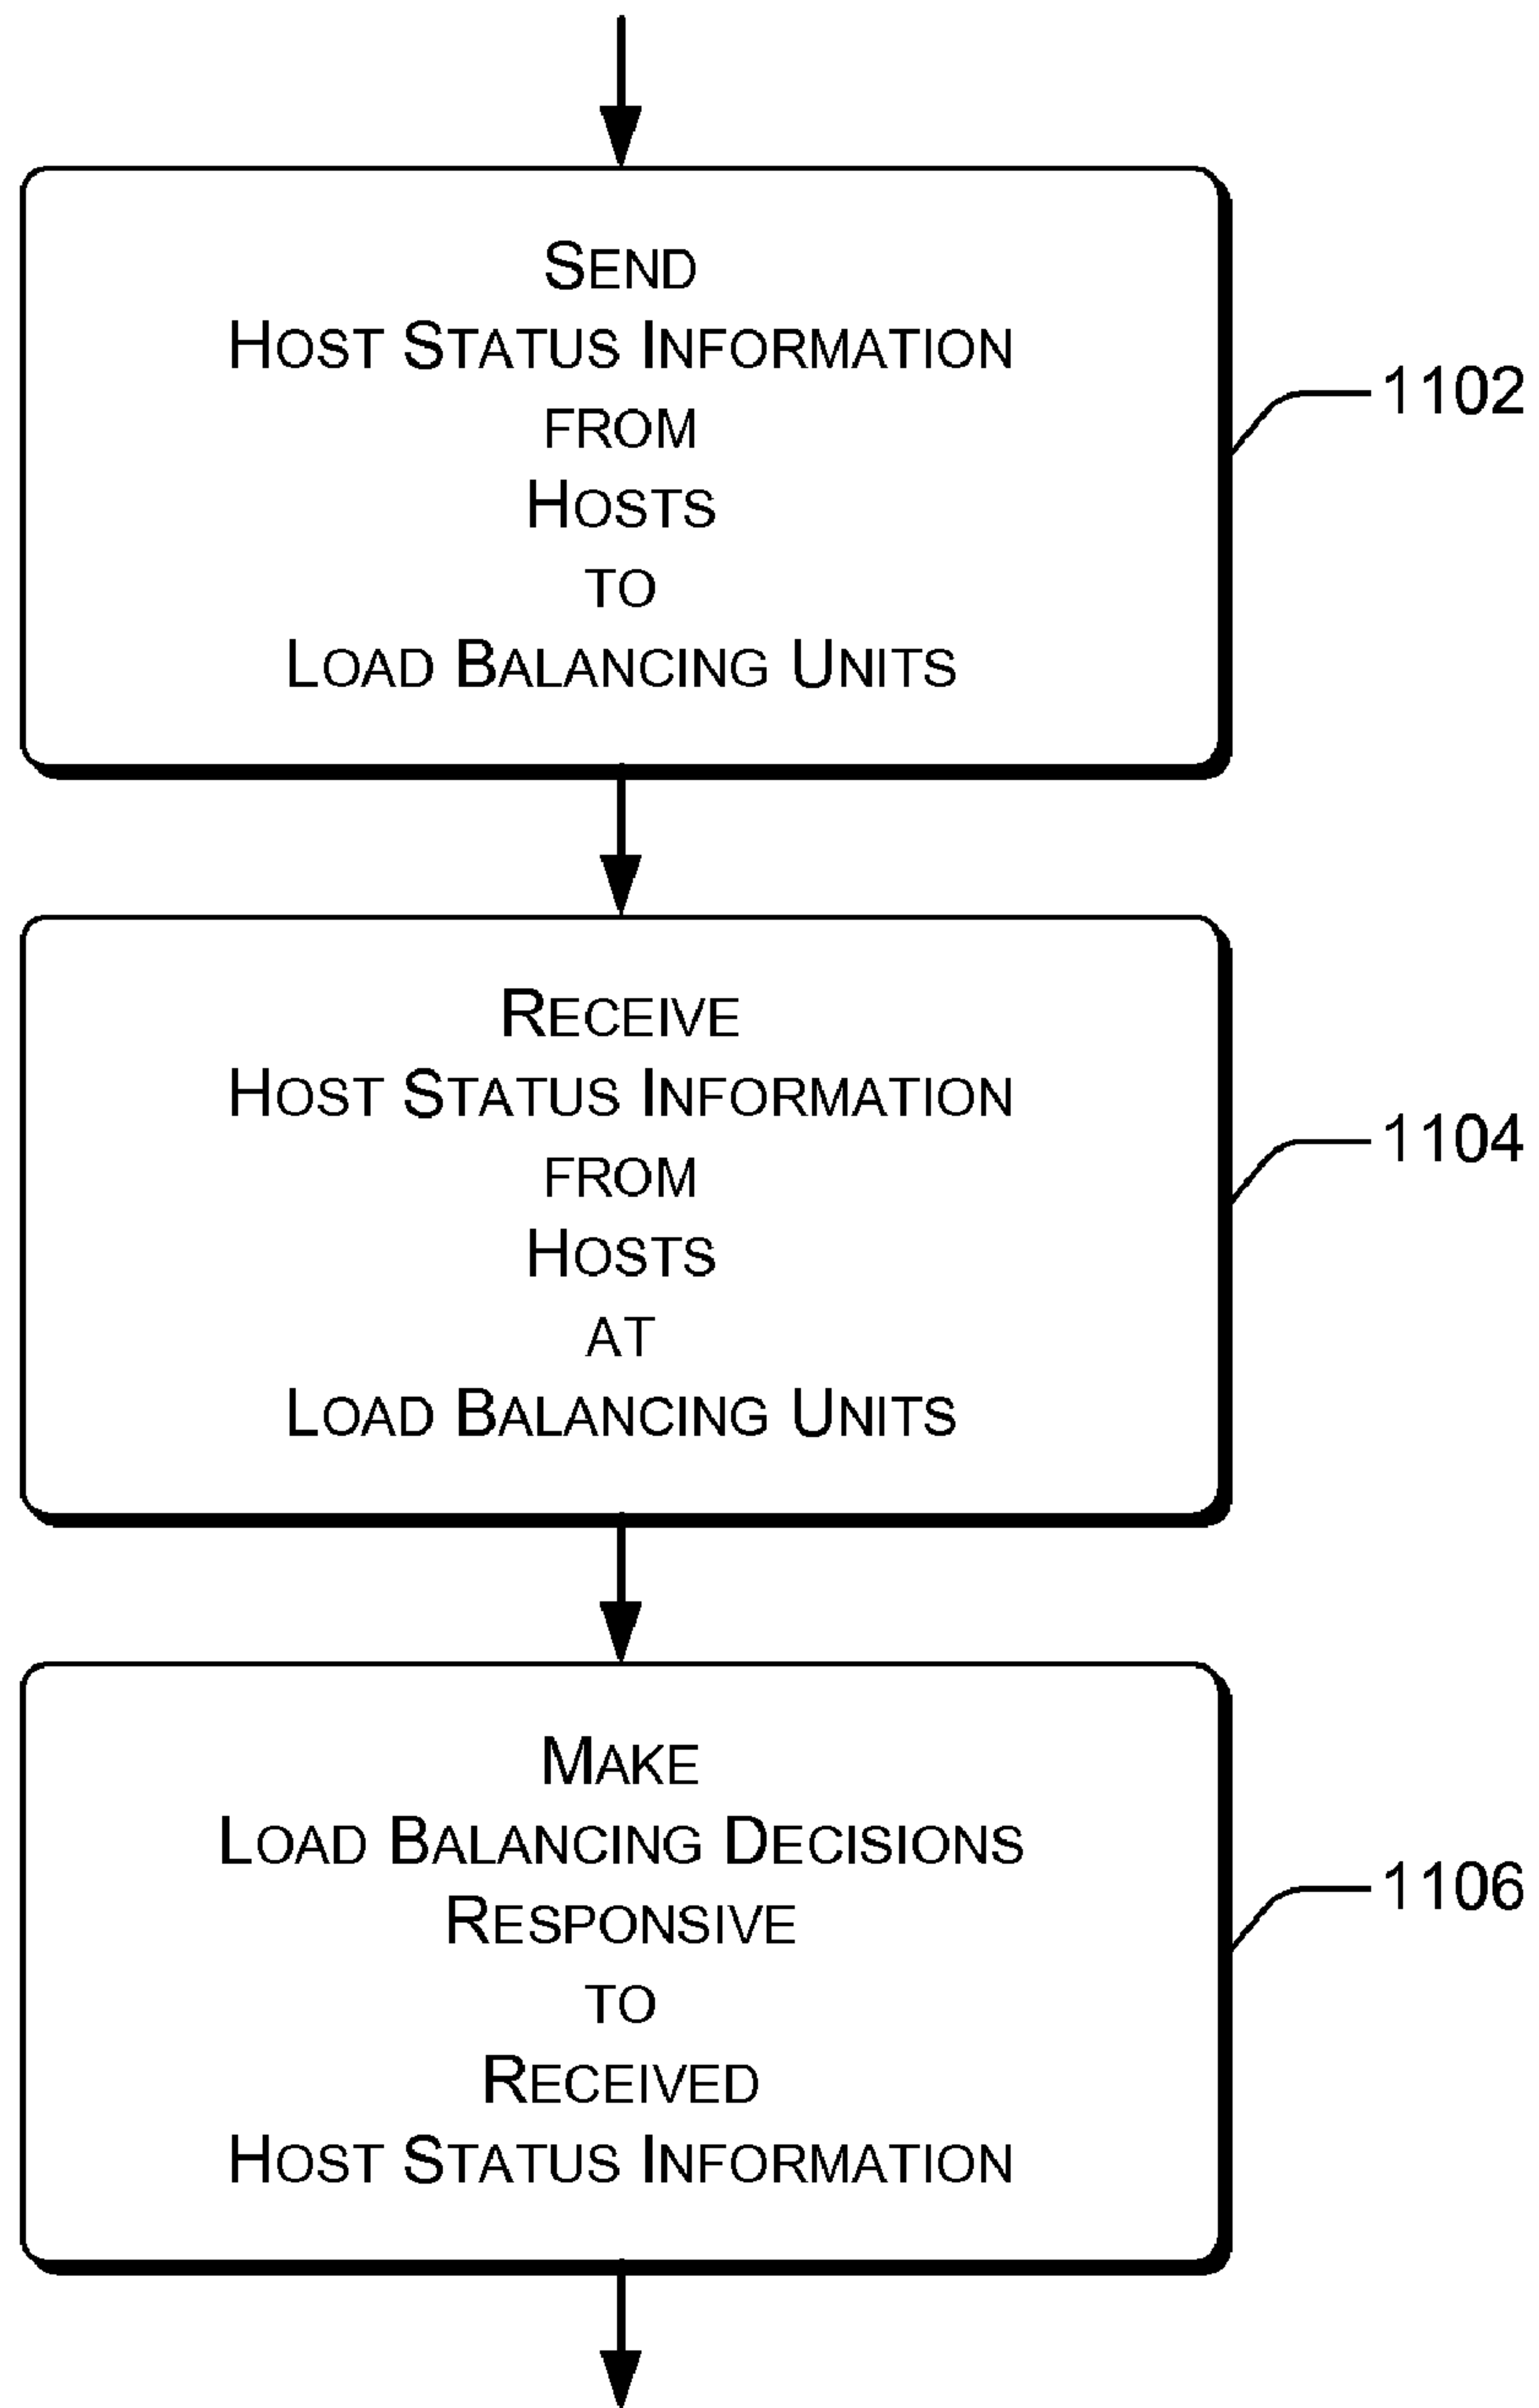 SEND
HOST STATUS INFORMATION
FROM
HOSTS
TO
LOAD BALANCING UNITS
1102
RECEIVE
HOST STATUS INFORMATION
FROM
HOSTS
AT
LOAD BALANCING UNITS
1104
MAKE
LOAD BALANCING DECISIONS
RESPONSIVE
TO
RECEIVED
HOST STATUS INFORMATION
1106